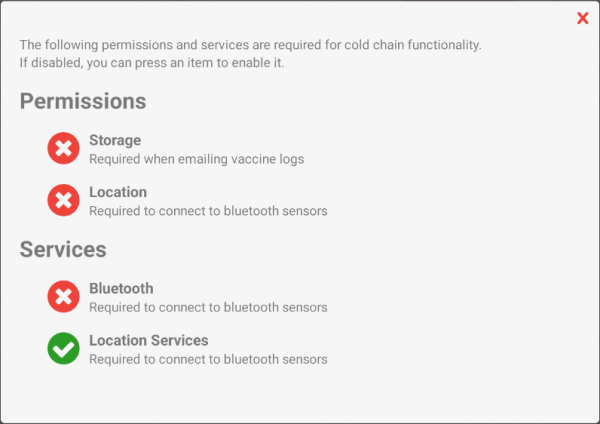 The following permissions and services are required for cold chain functionality.
If disabled, you can press an item to enable it.
Permissions
Storage
Required when emailing vaccine logs
Location
Required to connect to bluetooth sensors
Services
Bluetooth
Required to connect to bluetooth sensors
Location Services
Required to connect to bluetooth sensors